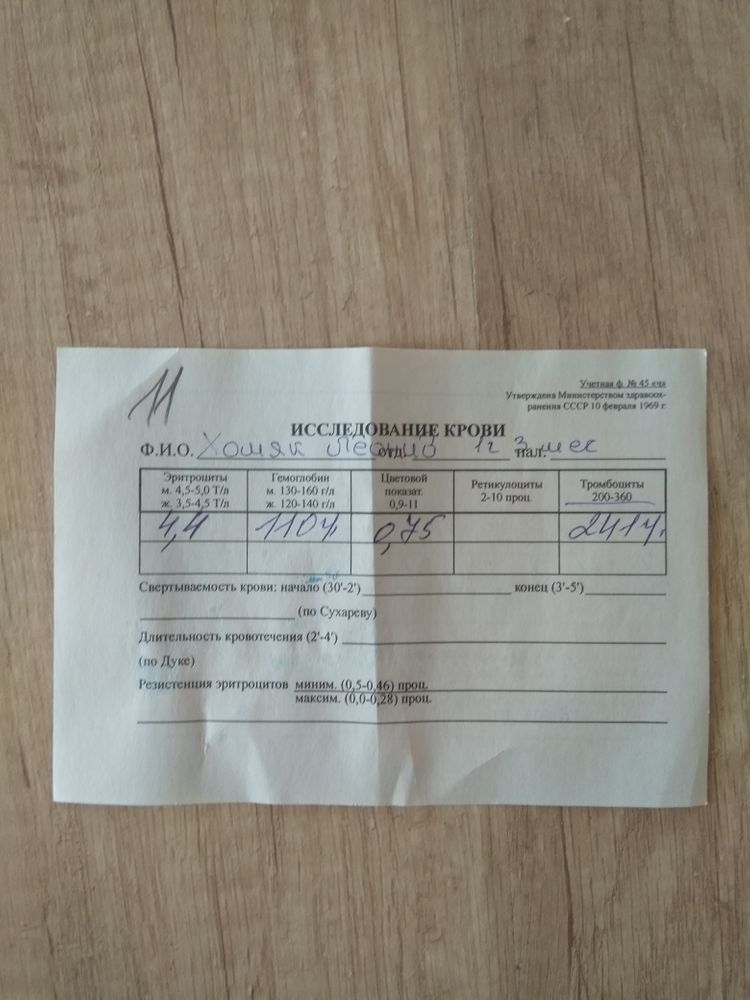 11
Учетная ф. № 45 «ч»
Утверждена Министерством здравоох-
ранения СССР 10 февраля 1969 г.
ИССЛЕДОВАНИЕ КРОВИ
Ф.И.О. Хомяк Леонид отд. 1г 3 мес пал.
Эритроциты Гемоглобин Цветовой Ретикулоциты Тромбоциты
м. 4,5-5,0 Т/л м. 130-160 г/л показат. 2-10 проц. 200-360
ж. 3,5-4,5 Т/л ж. 120-140 г/л 0,9-11
4,4 110 0,75 241
Свертываемость крови: начало (30'-2') конец (3'-5')
(по Сухареву)
Длительность кровотечения (2'-4')
(по Дуке)
Резистенция эритроцитов миним. (0,5-0,46) проц.
максим. (0,0-0,28) проц.